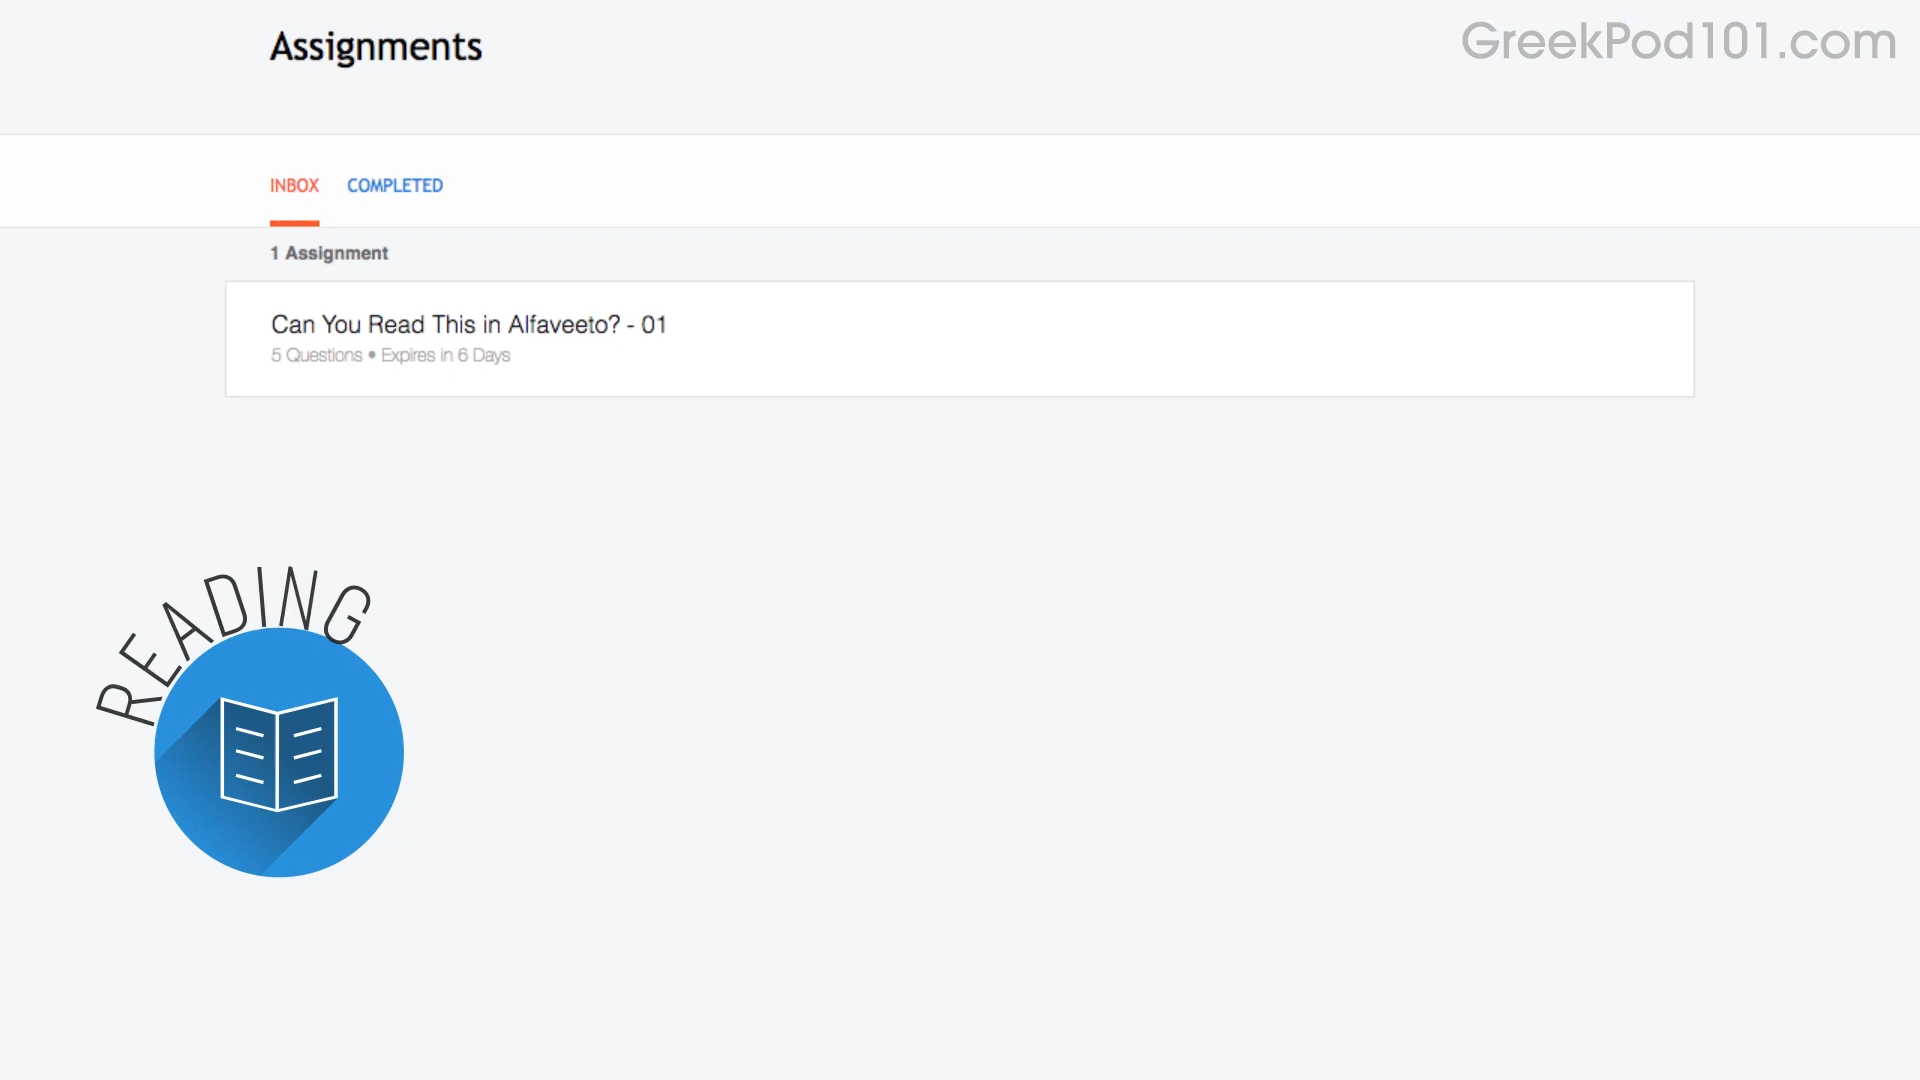 Assignments
GreekPod101.com
INBOX COMPLETED
1 Assignment
Can You Read This in Alfaveeto? - 01
5 Questions • Expires in 6 Days
READING